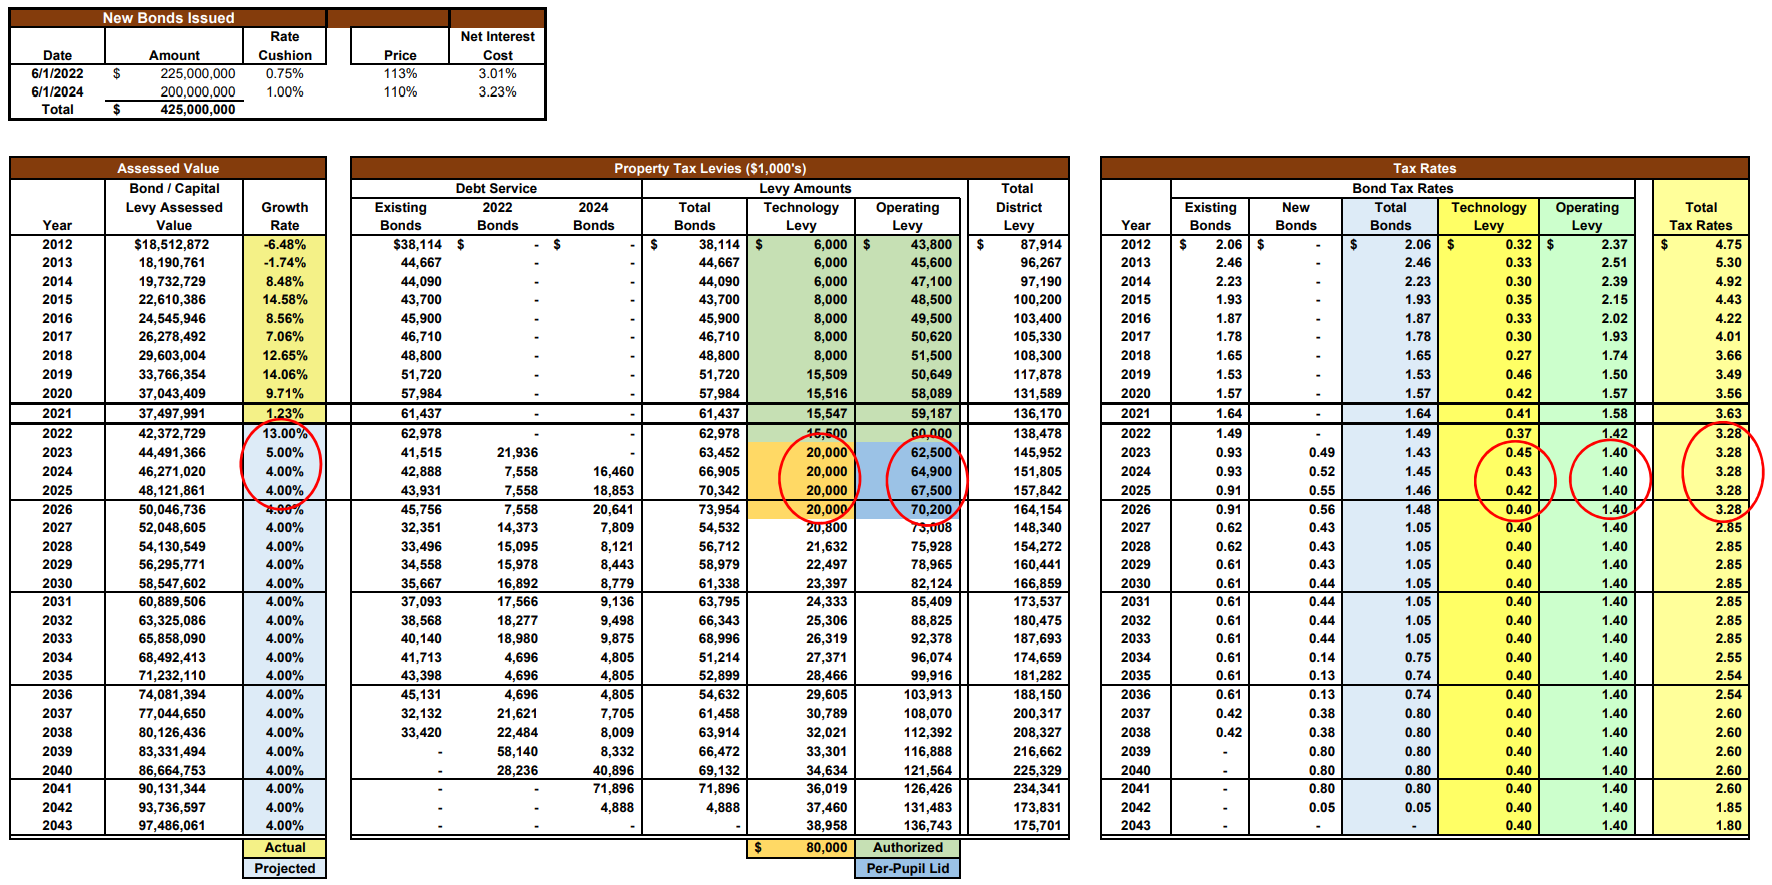 New Bonds Issued
Rate Net Interest
Date Amount Cushion Price Cost
6/1/2022 $ 225,000,000 0.75% 113% 3.01%
6/1/2024 200,000,000 1.00% 110% 3.23%
Total $ 425,000,000
Assessed Value Property Tax Levies ($1,000's) Tax Rates
Bond / Capital Debt Service Levy Amounts Total Bond Tax Rates
Levy Assessed Growth Existing 2022 2024 Total Technology Operating District Existing New Total Technology Operating Total
Year Value Rate Bonds Bonds Bonds Bonds Levy Levy Levy Year Bonds Bonds Bonds Levy Levy Tax Rates
2012 $18,512,872 -6.48% $38,114 $ - $ - $ 38,114 $ 6,000 $ 43,800 $ 87,914 2012 $ 2.06 $ - $ 2.06 $ 0.32 $ 2.37 $ 4.75
2013 18,190,761 -1.74% 44,667 - - 44,667 6,000 45,600 96,267 2013 2.46 - 2.46 0.33 2.51 5.30
2014 19,732,729 8.48% 44,090 - - 44,090 6,000 47,100 97,190 2014 2.23 - 2.23 0.30 2.39 4.92
2015 22,610,386 14.58% 43,700 - - 43,700 8,000 48,500 100,200 2015 1.93 - 1.93 0.35 2.15 4.43
2016 24,545,946 8.56% 45,900 - - 45,900 8,000 49,500 103,400 2016 1.87 - 1.87 0.33 2.02 4.22
2017 26,278,492 7.06% 46,710 - - 46,710 8,000 50,620 105,330 2017 1.78 - 1.78 0.30 1.93 4.01
2018 29,603,004 12.65% 48,800 - - 48,800 8,000 51,500 108,300 2018 1.65 - 1.65 0.27 1.74 3.66
2019 33,766,354 14.06% 51,720 - - 51,720 15,509 50,649 117,878 2019 1.53 - 1.53 0.46 1.50 3.49
2020 37,043,409 9.71% 57,984 - - 57,984 15,516 58,089 131,589 2020 1.57 - 1.57 0.42 1.57 3.56
2021 37,497,991 1.23% 61,437 - - 61,437 15,547 59,187 136,170 2021 1.64 - 1.64 0.41 1.58 3.63
2022 42,372,729 13.00% 62,978 - - 62,978 15,500 60,000 138,478 2022 1.49 - 1.49 0.37 1.42 3.28
2023 44,491,366 5.00% 41,515 21,936 - 63,452 20,000 62,500 145,952 2023 0.93 0.49 1.43 0.45 1.40 3.28
2024 46,271,020 4.00% 42,888 7,558 16,460 66,905 20,000 64,900 151,805 2024 0.93 0.52 1.45 0.43 1.40 3.28
2025 48,121,861 4.00% 43,931 7,558 18,853 70,342 20,000 67,500 157,842 2025 0.91 0.55 1.46 0.42 1.40 3.28
2026 50,046,736 4.00% 45,756 7,558 20,641 73,954 20,000 70,200 164,154 2026 0.91 0.56 1.48 0.40 1.40 3.28
2027 52,048,605 4.00% 32,351 14,373 7,809 54,532 20,800 73,008 148,340 2027 0.62 0.43 1.05 0.40 1.40 2.85
2028 54,130,549 4.00% 33,496 15,095 8,121 56,712 21,632 75,928 154,272 2028 0.62 0.43 1.05 0.40 1.40 2.85
2029 56,295,771 4.00% 34,558 15,978 8,443 58,979 22,497 78,965 160,441 2029 0.61 0.43 1.05 0.40 1.40 2.85
2030 58,547,602 4.00% 35,667 16,892 8,779 61,338 23,397 82,124 166,859 2030 0.61 0.44 1.05 0.40 1.40 2.85
2031 60,889,506 4.00% 37,093 17,566 9,136 63,795 24,333 85,409 173,537 2031 0.61 0.44 1.05 0.40 1.40 2.85
2032 63,325,086 4.00% 38,568 18,277 9,498 66,343 25,306 88,825 180,475 2032 0.61 0.44 1.05 0.40 1.40 2.85
2033 65,858,090 4.00% 40,140 18,980 9,875 68,996 26,319 92,378 187,693 2033 0.61 0.44 1.05 0.40 1.40 2.85
2034 68,492,413 4.00% 41,713 4,696 4,805 51,214 27,371 96,074 174,659 2034 0.61 0.14 0.75 0.40 1.40 2.55
2035 71,232,110 4.00% 43,398 4,696 4,805 52,899 28,466 99,916 181,282 2035 0.61 0.13 0.74 0.40 1.40 2.54
2036 74,081,394 4.00% 45,131 4,696 4,805 54,632 29,605 103,913 188,150 2036 0.61 0.13 0.74 0.40 1.40 2.54
2037 77,044,650 4.00% 32,132 21,621 7,705 61,458 30,789 108,070 200,317 2037 0.42 0.38 0.80 0.40 1.40 2.60
2038 80,126,436 4.00% 33,420 22,484 8,009 63,914 32,021 112,392 208,327 2038 0.42 0.38 0.80 0.40 1.40 2.60
2039 83,331,494 4.00% - 58,140 8,332 66,472 33,301 116,888 216,662 2039 - 0.80 0.80 0.40 1.40 2.60
2040 86,664,753 4.00% - 28,236 40,896 69,132 34,634 121,564 225,329 2040 - 0.80 0.80 0.40 1.40 2.60
2041 90,131,344 4.00% - - 71,896 71,896 36,019 126,426 234,341 2041 - 0.80 0.80 0.40 1.40 2.60
2042 93,736,597 4.00% - - 4,888 4,888 37,460 131,483 173,831 2042 - 0.05 0.05 0.40 1.40 1.85
2043 97,486,061 4.00% - - - - 38,958 136,743 175,701 2043 - - - 0.40 1.40 1.80
Actual $ 80,000 Authorized
Projected Per-Pupil Lid